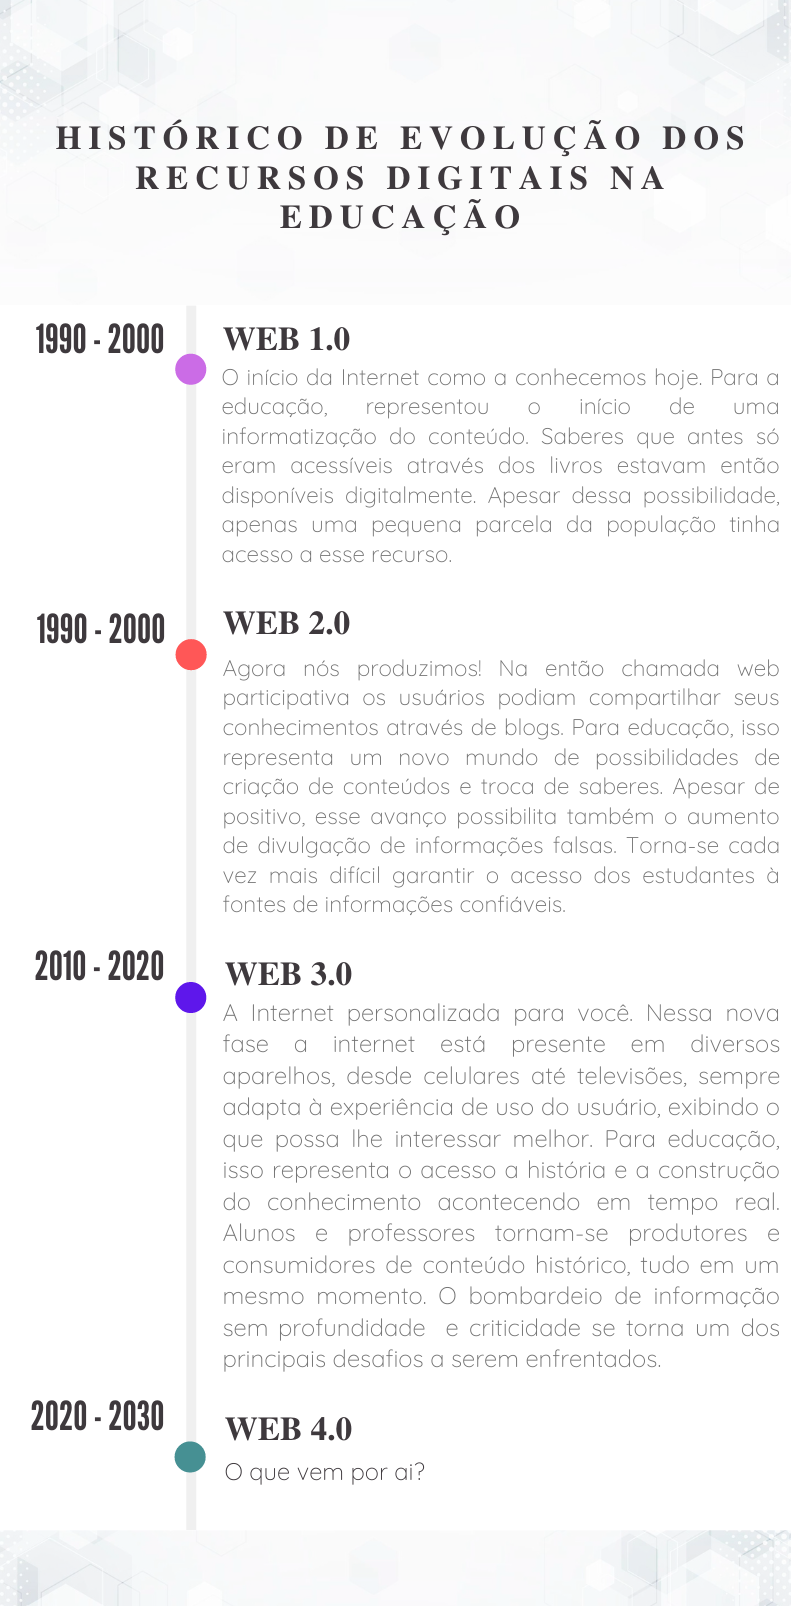 HISTÓRICO DE EVOLUÇÃO DOS
RECURSOS DIGITAIS NA
EDUCAÇÃO
1990 - 2000
WEB 1.0
O início da Internet como a conhecemos hoje. Para a
educação, representou o início de uma
informatização do conteúdo. Saberes que antes só
eram acessíveis através dos livros estavam então
disponíveis digitalmente. Apesar dessa possibilidade,
apenas uma pequena parcela da população tinha
acesso a esse recurso.
1990 - 2000
WEB 2.0
Agora nós produzimos! Na então chamada web
participativa os usuários podiam compartilhar seus
conhecimentos através de blogs. Para educação, isso
representa um novo mundo de possibilidades de
criação de conteúdos e troca de saberes. Apesar de
positivo, esse avanço possibilita também o aumento
de divulgação de informações falsas. Torna-se cada
vez mais difícil garantir o acesso dos estudantes à
fontes de informações confiáveis.
2010 - 2020
WEB 3.0
A Internet personalizada para você. Nessa nova
fase a internet está presente em diversos
aparelhos, desde celulares até televisões, sempre
adapta à experiência de uso do usuário, exibindo o
que possa lhe interessar melhor. Para educação,
isso representa o acesso a história e a construção
do conhecimento acontecendo em tempo real.
Alunos e professores tornam-se produtores e
consumidores de conteúdo histórico, tudo em um
mesmo momento. O bombardeio de informação
sem profundidade e criticidade se torna um dos
principais desafios a serem enfrentados.
2020 - 2030
WEB 4.0
O que vem por ai?